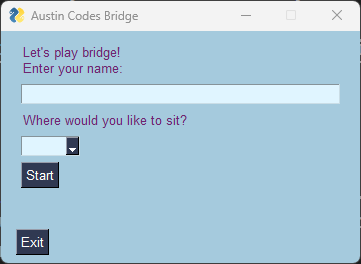 Austin Codes Bridge
Let's play bridge!
Enter your name:
Where would you like to sit?
Start
Exit